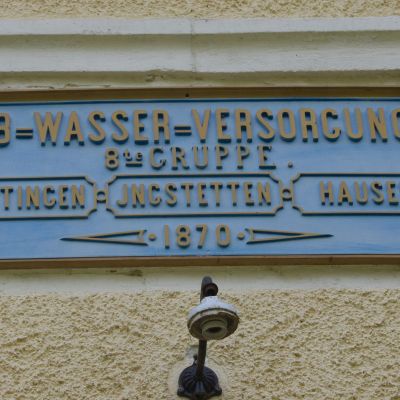 B=WASSER=VERSORGUNG
8te GRUPPE.
TINGEN JNGSTETTEN HAUSE
1870